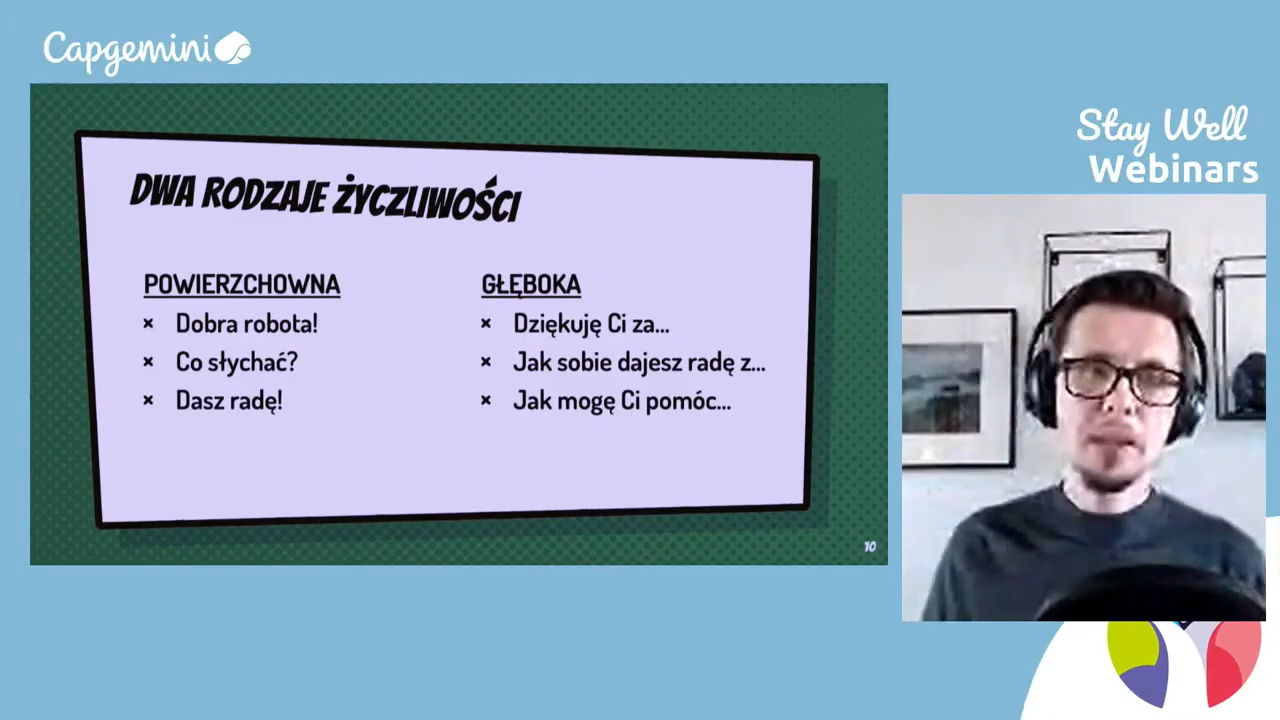 Capgemini
Stay Well
Webinars
DWA RODZAJE ŻYCZLIWOŚCI
POWIERZCHOWNA
× Dobra robota!
× Co słychać?
× Dasz radę!
GŁĘBOKA
× Dziękuję Ci za...
× Jak sobie dajesz radę z...
× Jak mogę Ci pomóc...
10